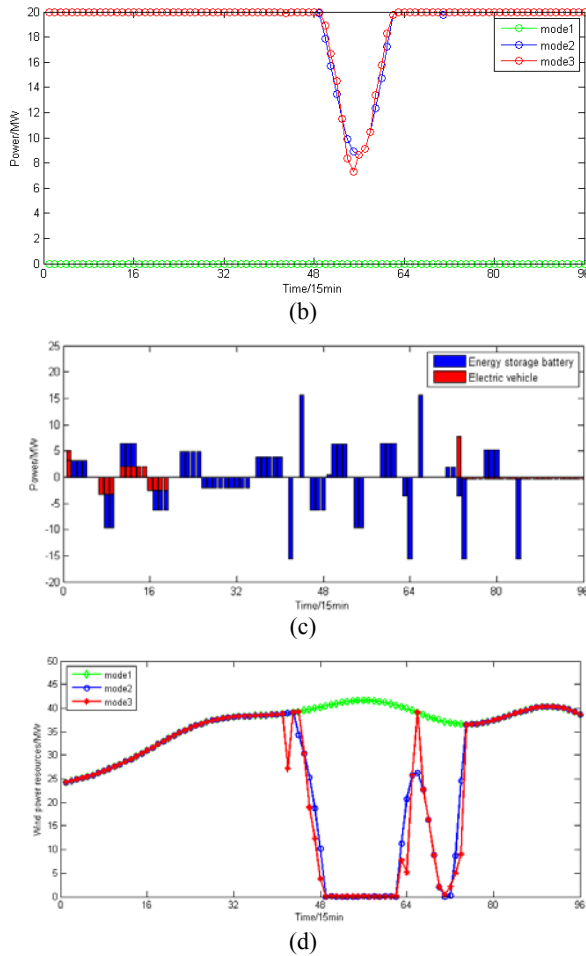 20
18
16
14
12
10
8
6
4
2
0
Power/MW
mode1
mode2
mode3
0 16 32 48 64 80 96
Time/15min
(b)
25
20
15
10
5
0
-5
-10
-15
-20
Power/MW
Energy storage battery
Electric vehicle
0 16 32 48 64 80 96
Time/15min
(c)
50
45
40
35
30
25
20
15
10
5
0
Wind power resources/MW
mode1
mode2
mode3
0 16 32 48 64 80 96
Time/15min
(d)